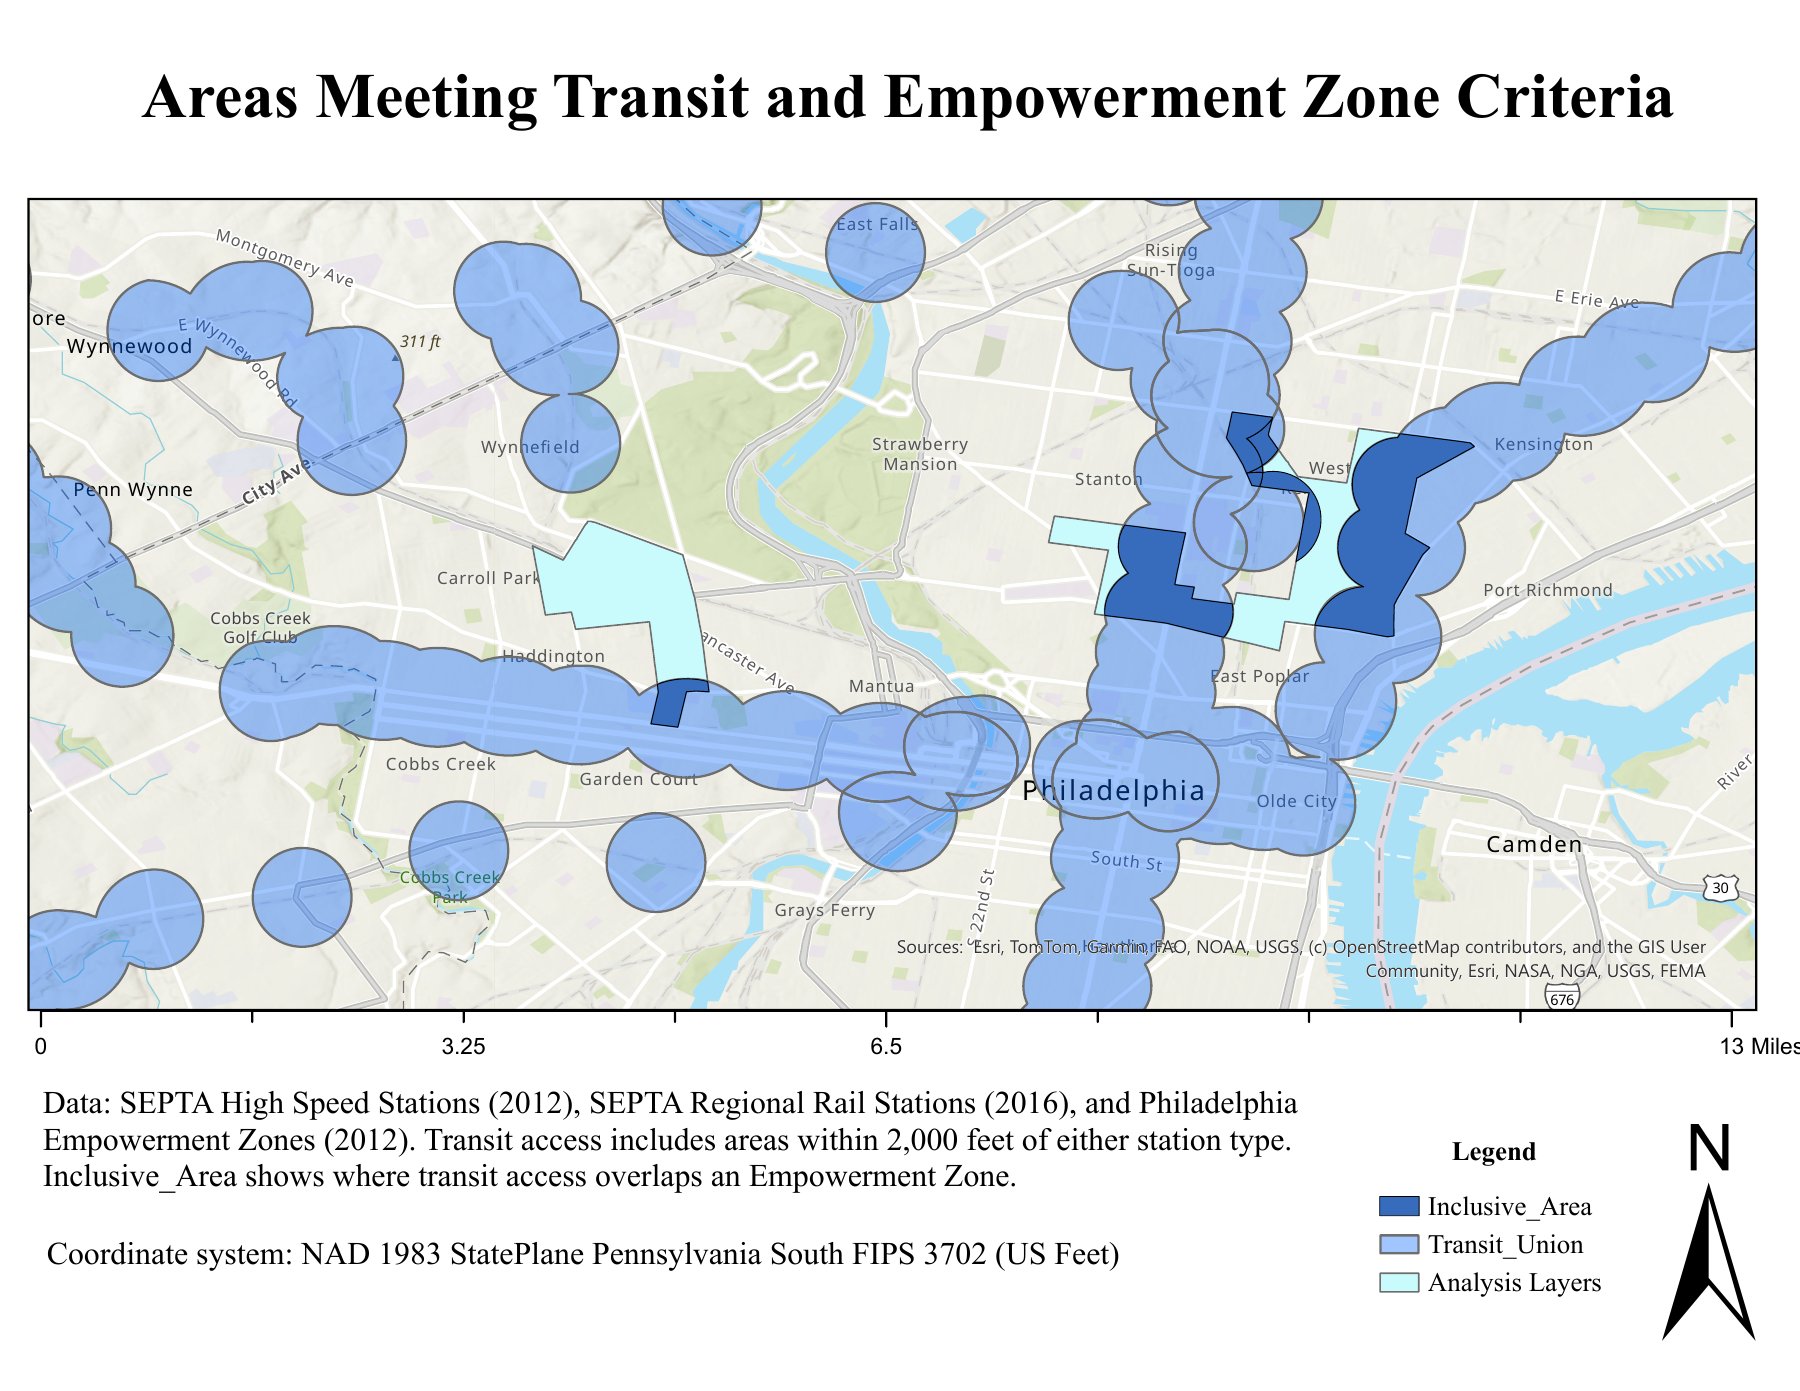 Areas Meeting Transit and Empowerment Zone Criteria
East Falls
Montgomery Ave
Rising
Sun-Tioga
E Erie Ave
ore
E Wynnewood Rd
311 ft
Wynnewood
Wynnefield
Strawberry
Mansion
Kensington
City Ave
Stanton
West
Penn Wynne
Carroll Park
Port Richmond
Cobbs Creek
Golf Club
Haddington
ancaster Ave
East Poplar
Mantua
Cobbs Creek
Garden Court
Philadelphia
Olde City
River
Camden
South St
Cobbs Creek
Park
30
Grays Ferry
S 22nd St
Hawthorne
Sources: Esri, TomTom, Garmin, FAO, NOAA, USGS, (c) OpenStreetMap contributors, and the GIS User
Community, Esri, NASA, NGA, USGS, FEMA
676
0 3.25 6.5 13 Miles
Data: SEPTA High Speed Stations (2012), SEPTA Regional Rail Stations (2016), and Philadelphia
Empowerment Zones (2012). Transit access includes areas within 2,000 feet of either station type.
Inclusive_Area shows where transit access overlaps an Empowerment Zone.
Coordinate system: NAD 1983 StatePlane Pennsylvania South FIPS 3702 (US Feet)
N
Legend
Inclusive_Area
Transit_Union
Analysis Layers